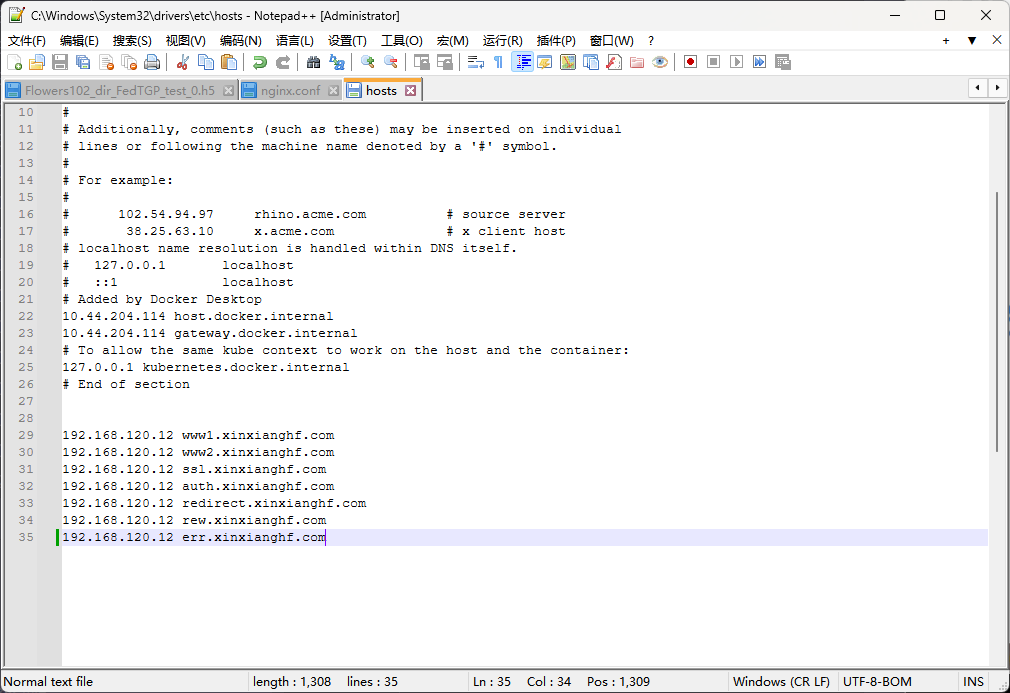 C:\Windows\System32\drivers\etc\hosts - Notepad++ [Administrator]
文件(F) 编辑(E) 搜索(S) 视图(V) 编码(N) 语言(L) 设置(T) 工具(O) 宏(M) 运行(R) 插件(P) 窗口(W) ?
Flowers102_dir_FedTGP_test_0.h5 nginx.conf hosts
10 #
11 # Additionally, comments (such as these) may be inserted on individual
12 # lines or following the machine name denoted by a '#' symbol.
13 #
14 # For example:
15 #
16 # 102.54.94.97 rhino.acme.com # source server
17 # 38.25.63.10 x.acme.com # x client host
18 # localhost name resolution is handled within DNS itself.
19 # 127.0.0.1 localhost
20 # ::1 localhost
21 # Added by Docker Desktop
22 10.44.204.114 host.docker.internal
23 10.44.204.114 gateway.docker.internal
24 # To allow the same kube context to work on the host and the container:
25 127.0.0.1 kubernetes.docker.internal
26 # End of section
27
28
29 192.168.120.12 www1.xinxianghf.com
30 192.168.120.12 www2.xinxianghf.com
31 192.168.120.12 ssl.xinxianghf.com
32 192.168.120.12 auth.xinxianghf.com
33 192.168.120.12 redirect.xinxianghf.com
34 192.168.120.12 rew.xinxianghf.com
35 192.168.120.12 err.xinxianghf.com
Normal text file length : 1,308 lines : 35 Ln : 35 Col : 34 Pos : 1,309 Windows (CR LF) UTF-8-BOM INS